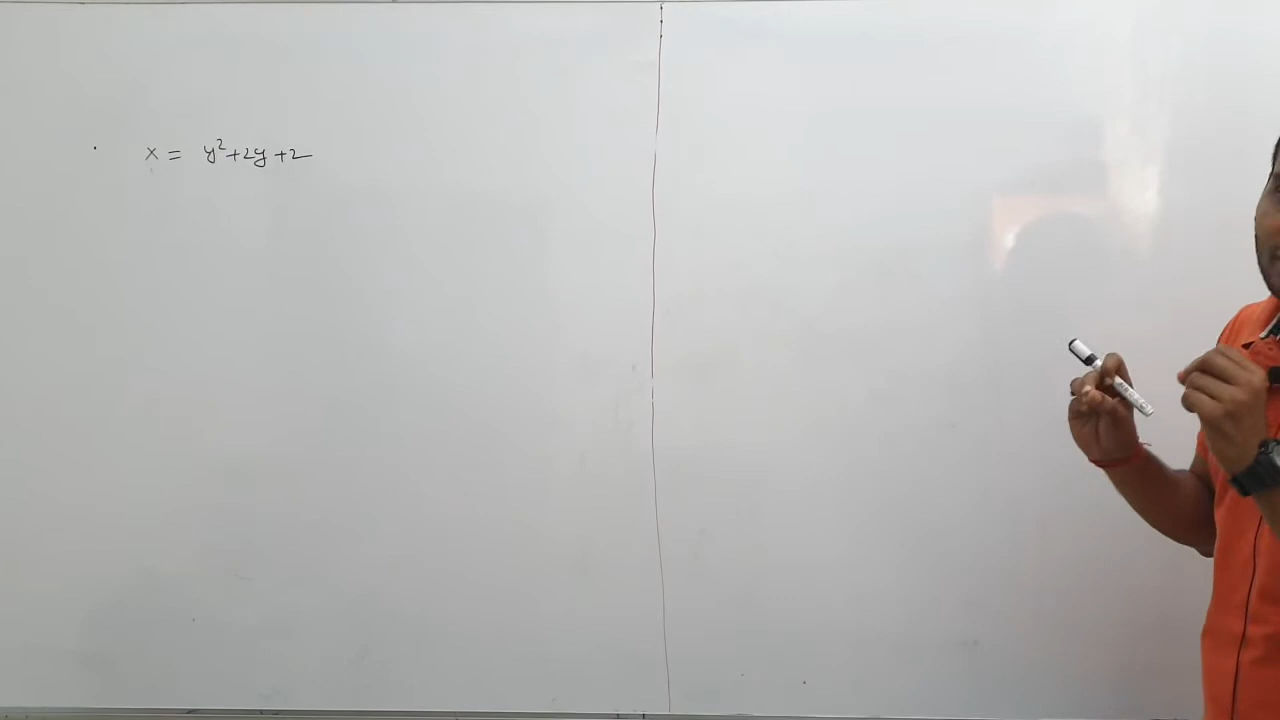 x = y²+2y+2